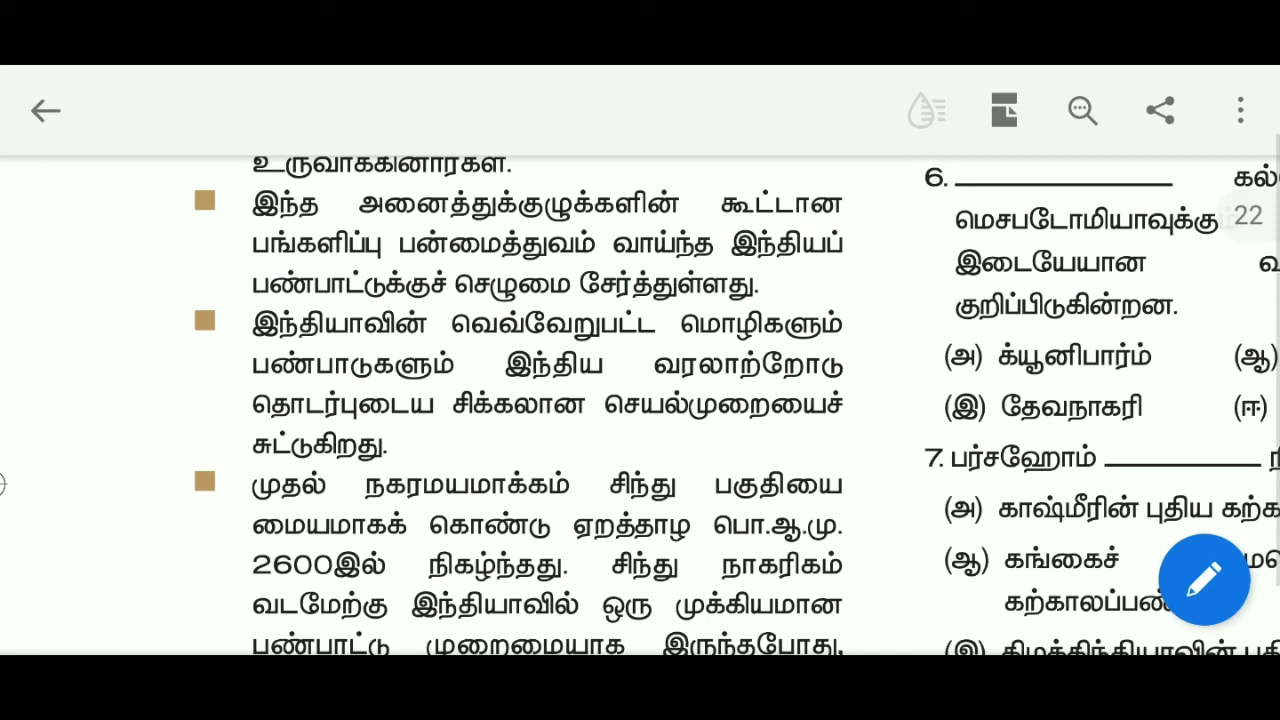 உருவாக்கினார்கள்.
இந்த அனைத்துக்குழுக்களின் கூட்டான
பங்களிப்பு பன்மைத்துவம் வாய்ந்த இந்தியப்
பண்பாட்டுக்குச் செழுமை சேர்த்துள்ளது.
இந்தியாவின் வெவ்வேறுபட்ட மொழிகளும்
பண்பாடுகளும் இந்திய வரலாற்றோடு
தொடர்புடைய சிக்கலான செயல்முறையைச்
சுட்டுகிறது.
முதல் நகரமயமாக்கம் சிந்து பகுதியை
மையமாகக் கொண்டு ஏறத்தாழ பொ.ஆ.மு.
2600இல் நிகழ்ந்தது. சிந்து நாகரிகம்
வடமேற்கு இந்தியாவில் ஒரு முக்கியமான
பண்பாட்டு முறைமையாக இருந்தபோது,
6. ____________
மெசபடோமியாவுக்கும்
22
இடையேயான
குறிப்பிடுகின்றன.
(அ) க்யூனிபார்ம் (ஆ)
(இ) தேவநாகரி (ஈ)
7. பர்சஹோம் ____________
(அ) காஷ்மீரின் புதிய
(ஆ) கங்கைச்
(இ)